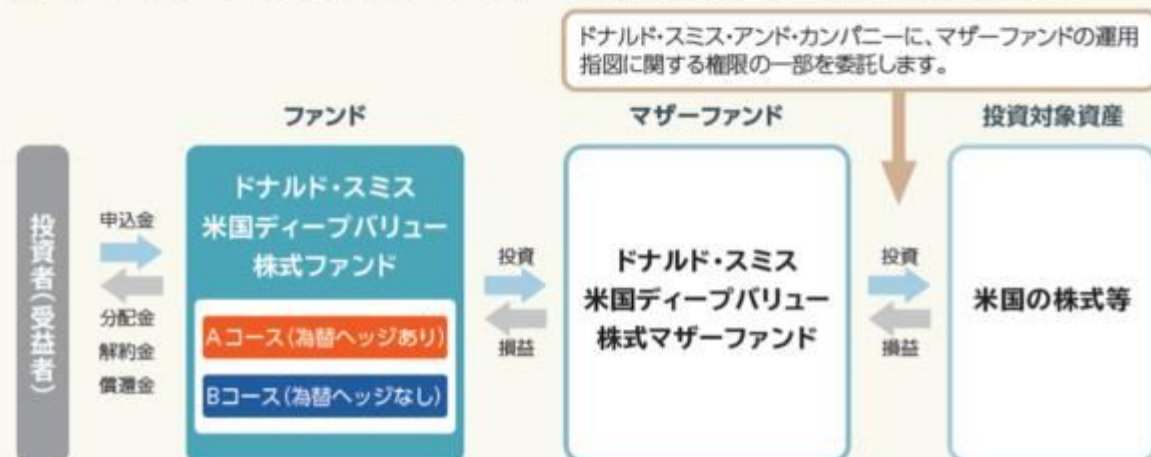 ドナルド・スミス・アンド・カンパニーに、マザーファンドの運用
指図に関する権限の一部を委託します。
ファンド
マザーファンド
投資対象資産
投資者(受益者)
申込金
分配金
解約金
償還金
ドナルド・スミス
米国ディープバリュー
株式ファンド
Aコース(為替ヘッジあり)
Bコース(為替ヘッジなし)
投資
損益
ドナルド・スミス
米国ディープバリュー
株式マザーファンド
投資
損益
米国の株式等